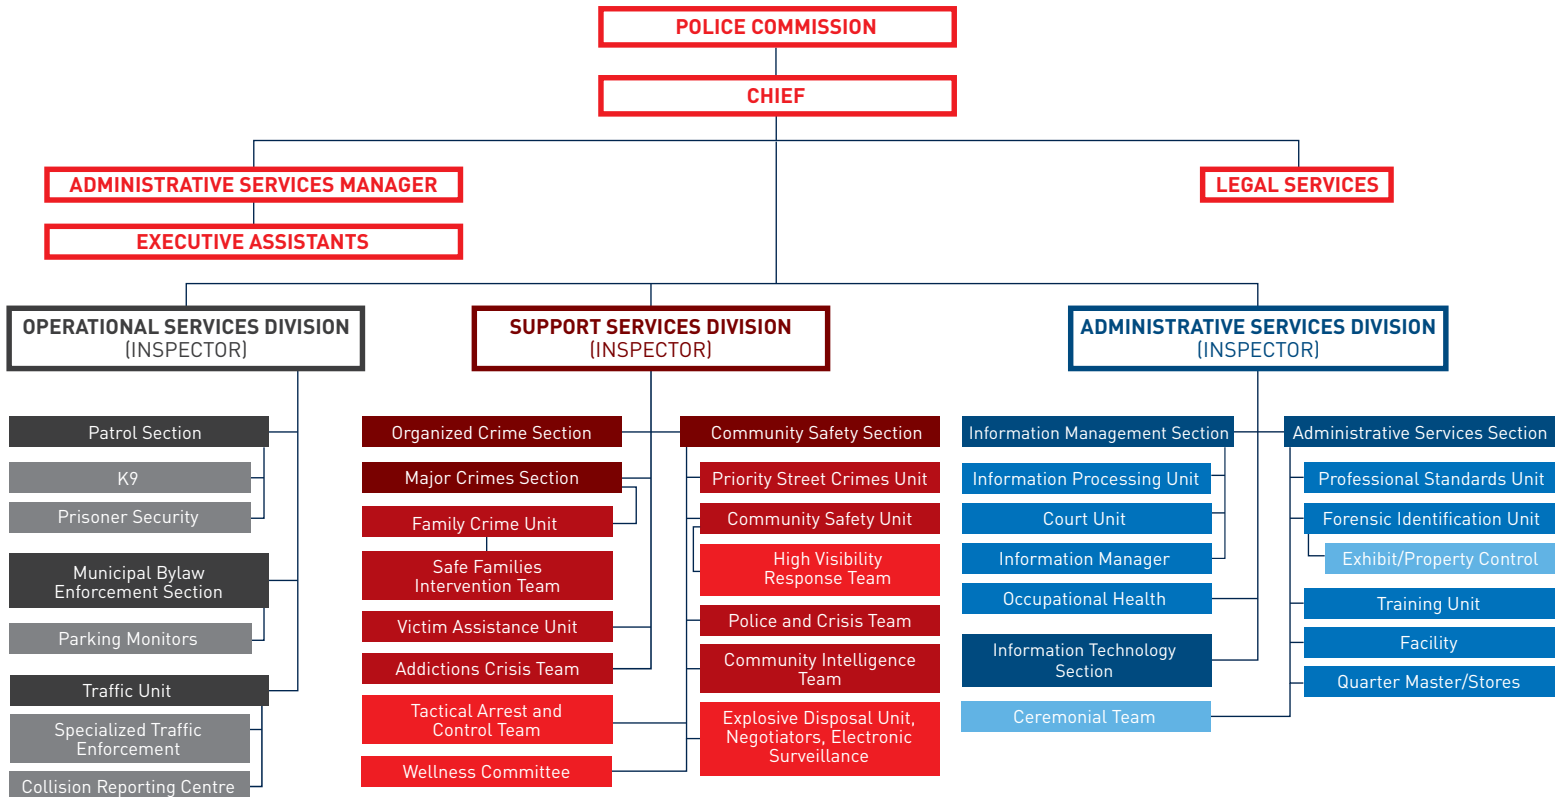 POLICE COMMISSION
CHIEF
ADMINISTRATIVE SERVICES MANAGER
LEGAL SERVICES
EXECUTIVE ASSISTANTS
OPERATIONAL SERVICES DIVISION
(INSPECTOR)
Patrol Section
K9
Prisoner Security
Municipal Bylaw
Enforcement Section
Parking Monitors
Traffic Unit
Specialized Traffic
Enforcement
Collision Reporting Centre
SUPPORT SERVICES DIVISION
(INSPECTOR)
Organized Crime Section
Major Crimes Section
Family Crime Unit
Safe Families
Intervention Team
Victim Assistance Unit
Addictions Crisis Team
Tactical Arrest and
Control Team
Wellness Committee
Community Safety Section
Priority Street Crimes Unit
Community Safety Unit
High Visibility
Response Team
Police and Crisis Team
Community Intelligence
Team
Explosive Disposal Unit,
Negotiators, Electronic
Surveillance
ADMINISTRATIVE SERVICES DIVISION
(INSPECTOR)
Information Management Section
Information Processing Unit
Court Unit
Information Manager
Occupational Health
Information Technology
Section
Ceremonial Team
Administrative Services Section
Professional Standards Unit
Forensic Identification Unit
Exhibit/Property Control
Training Unit
Facility
Quarter Master/Stores